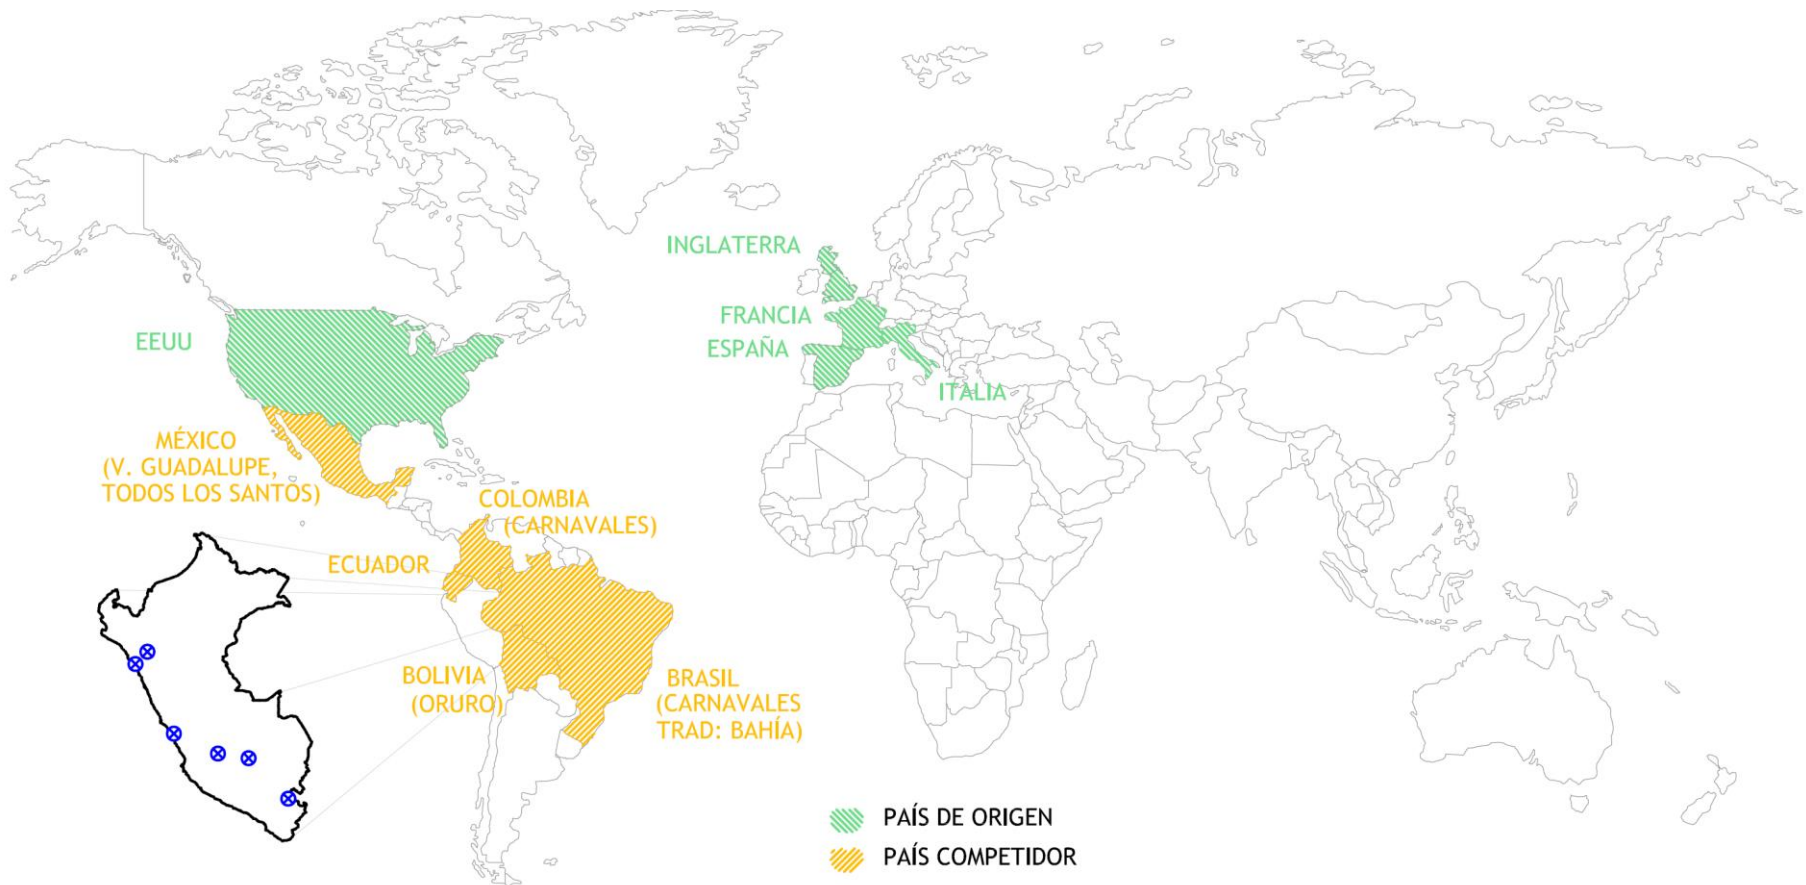 INGLATERRA
FRANCIA
EEUU
ESPAÑA
ITALIA
MÉXICO
(V. GUADALUPE,
TODOS LOS SANTOS)
COLOMBIA
(CARNAVALES)
ECUADOR
BOLIVIA
(ORURO)
BRASIL
(CARNAVALES
TRAD: BAHÍA)
PAÍS DE ORIGEN
PAÍS COMPETIDOR